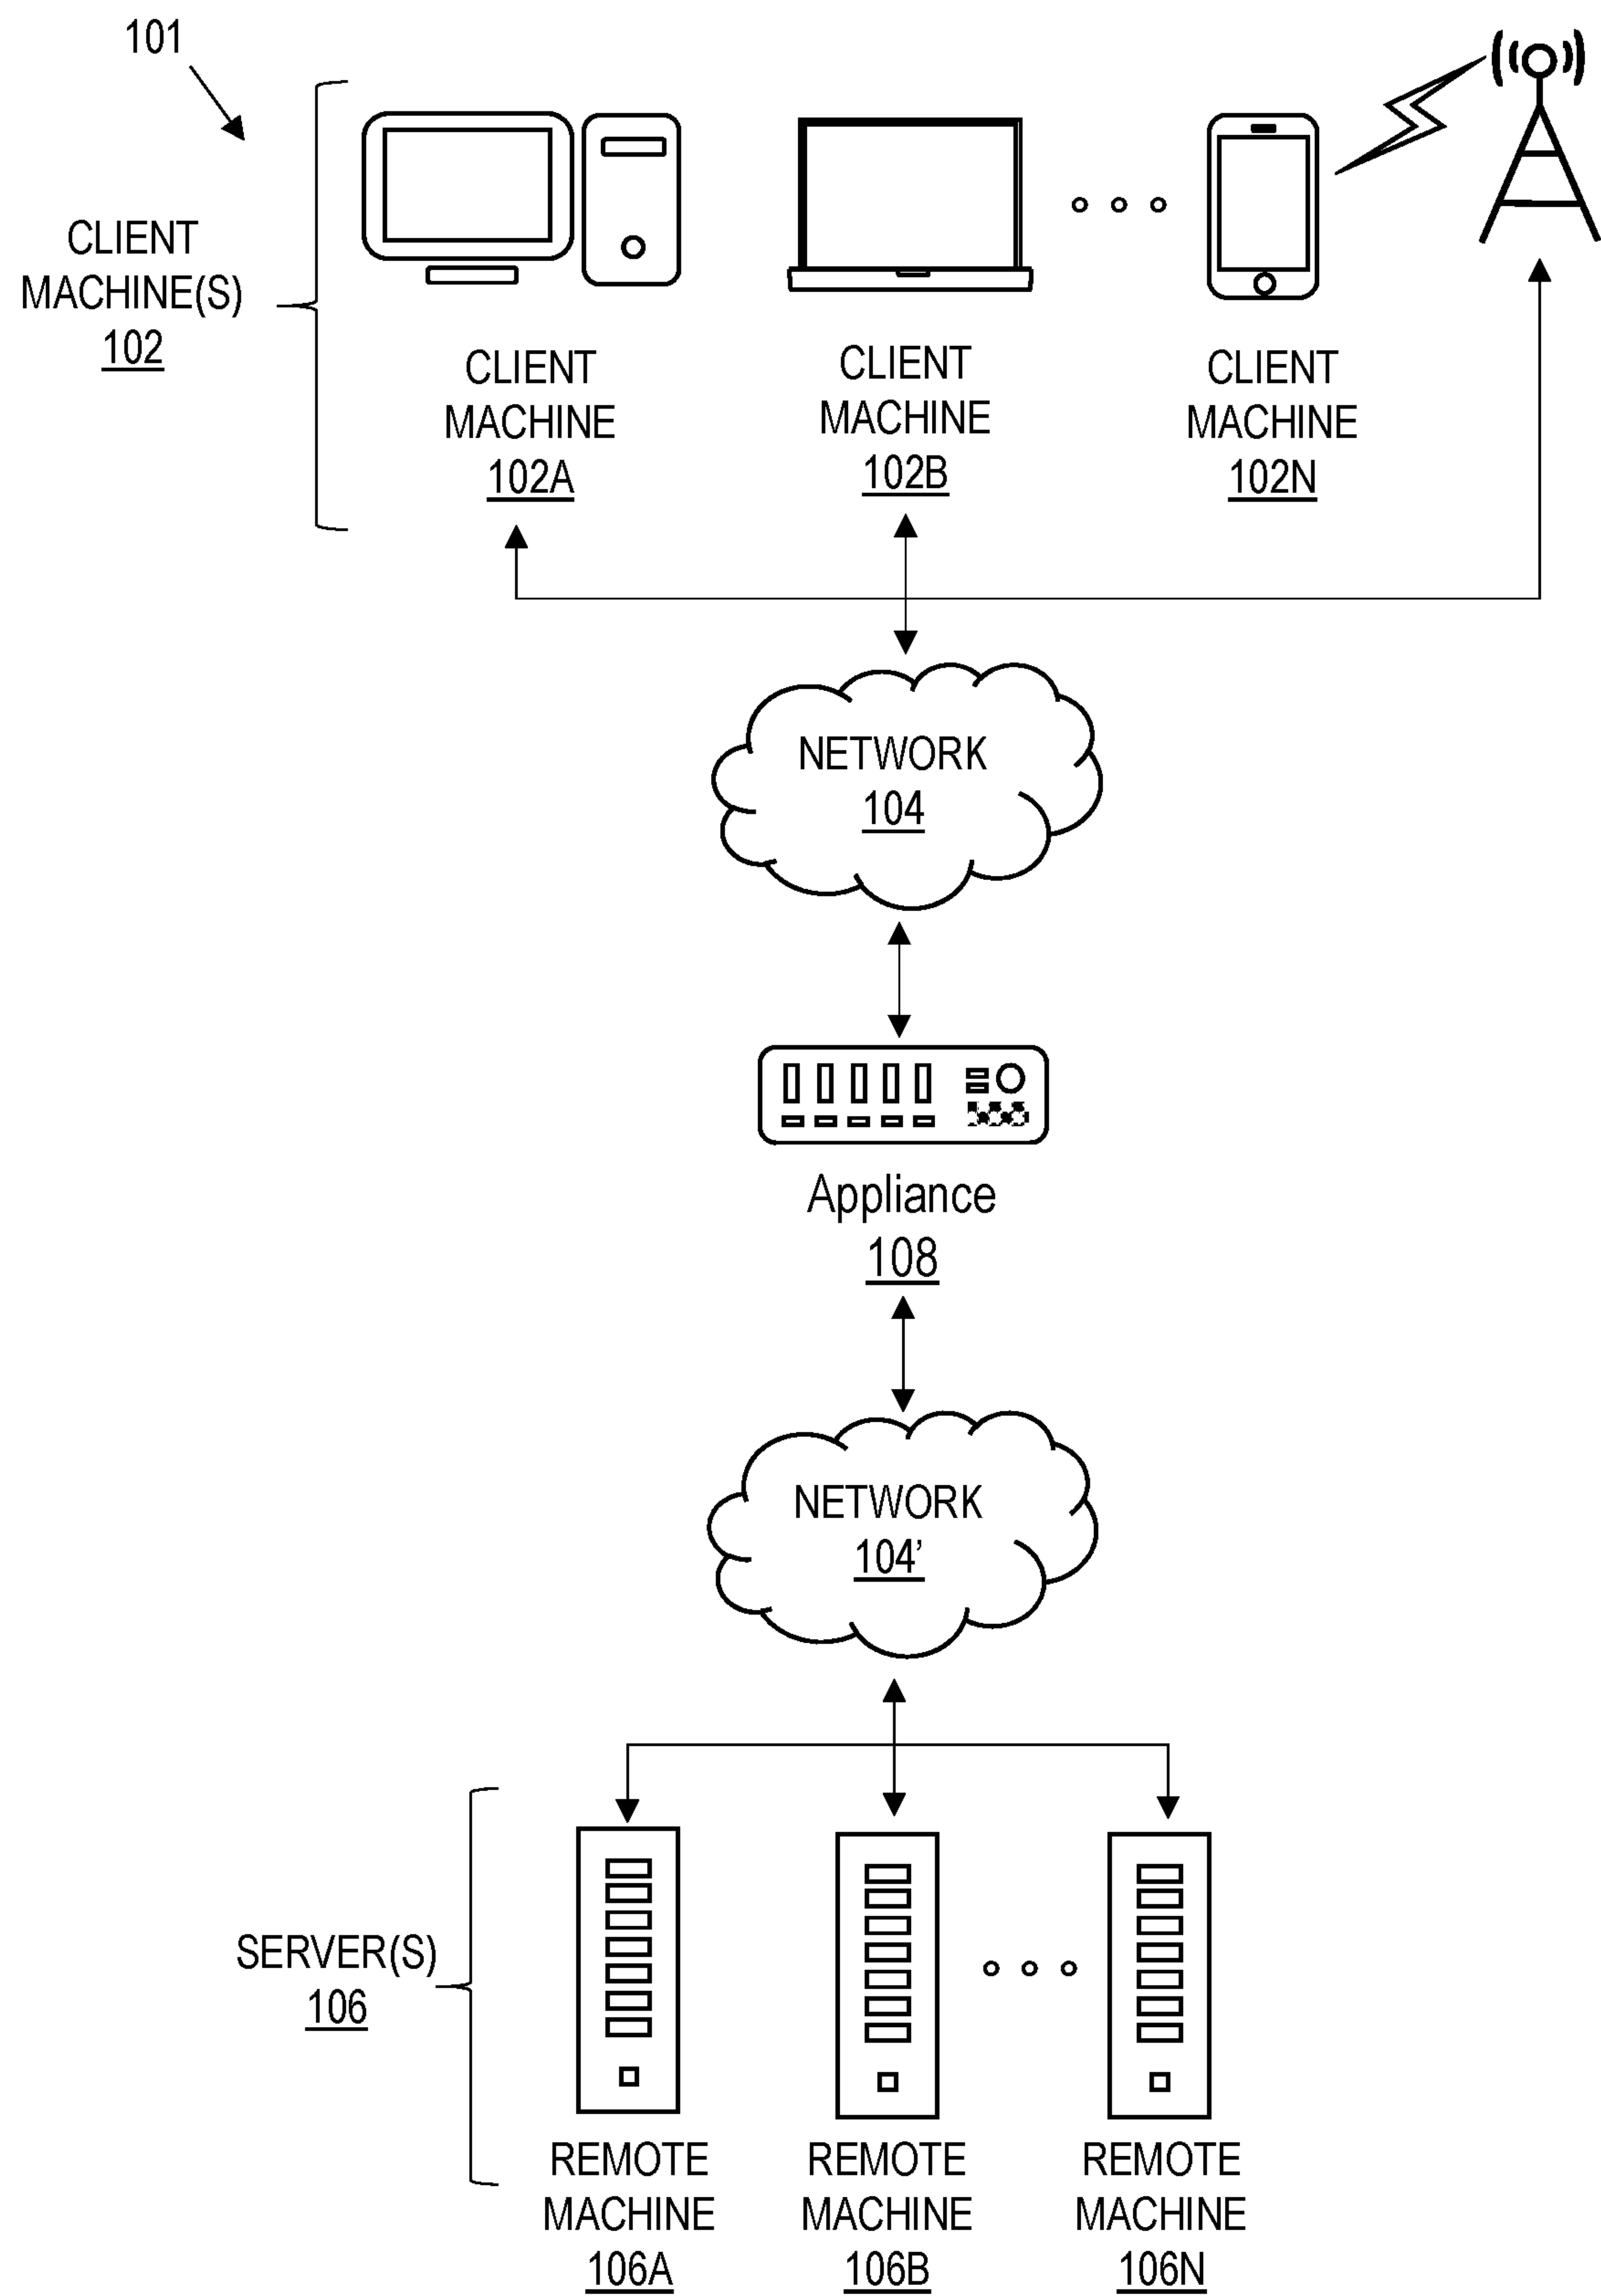 101
CLIENT
MACHINE(S)
102
CLIENT
MACHINE
102A
CLIENT
MACHINE
102B
CLIENT
MACHINE
102N
NETWORK
104
Appliance
108
NETWORK
104’
SERVER(S)
106
REMOTE
MACHINE
106A
REMOTE
MACHINE
106B
REMOTE
MACHINE
106N